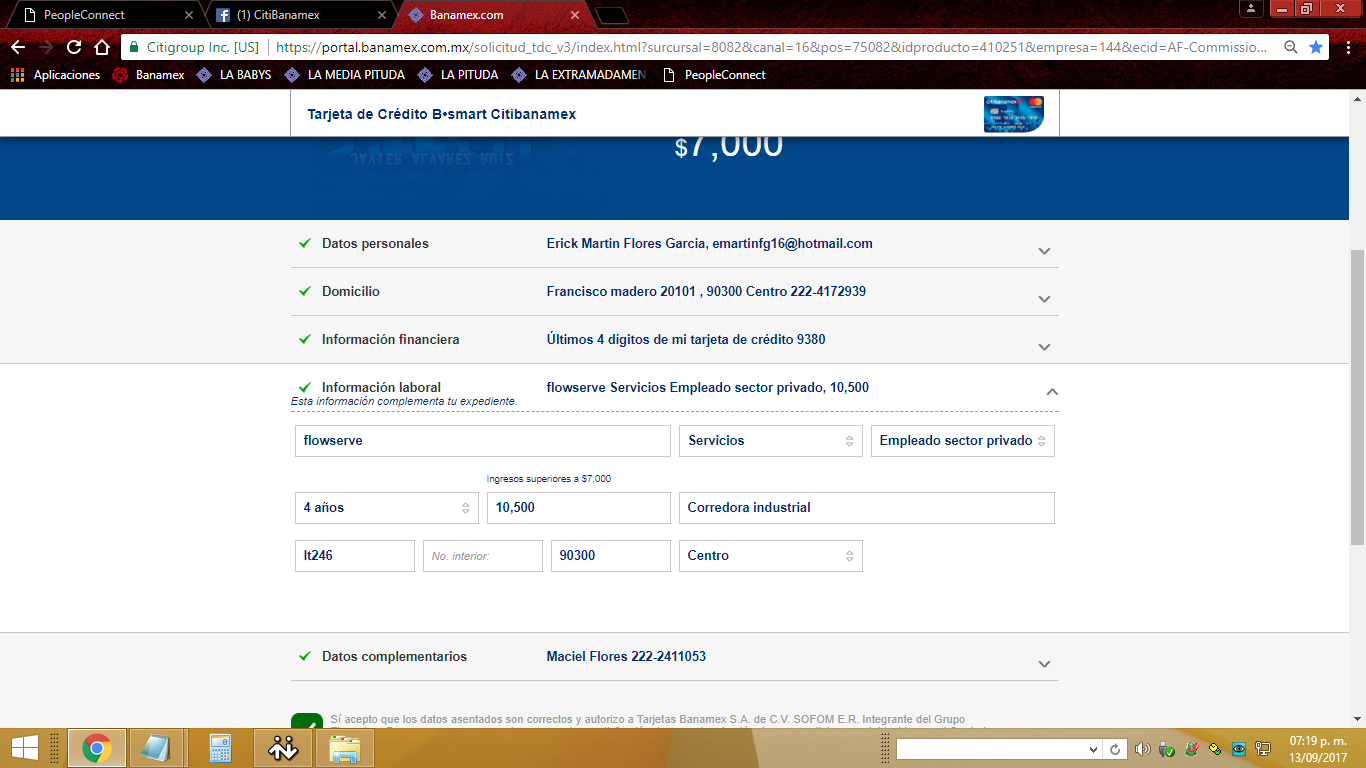 PeopleConnect
(1) CitiBanamex
Banamex.com
Citigroup Inc. [US] https://portal.banamex.com.mx/solicitud_tdc_v3/index.html?surcursal=8082&canal=16&pos=75082&idproducto=410251&empresa=144&ecid=AF-Commissio...
Aplicaciones Banamex LA BABYS LA MEDIA PITUDA LA PITUDA LA EXTRAMADAMEN PeopleConnect
Tarjeta de Crédito B•smart Citibanamex
citibanamex
$7,000
JAVIER ALVAREZ RUIZ
Datos personales Erick Martin Flores Garcia, emartinfg16@hotmail.com
Domicilio Francisco madero 20101 , 90300 Centro 222-4172939
Información financiera Últimos 4 dígitos de mi tarjeta de crédito 9380
Información laboral flowserve Servicios Empleado sector privado, 10,500
Esta información complementa tu expediente.
flowserve Servicios Empleado sector privado
Ingresos superiores a $7,000
4 años 10,500 Corredora industrial
lt246 No. interior: 90300 Centro
Datos complementarios Maciel Flores 222-2411053
Sí acepto que los datos asentados son correctos y autorizo a Tarjetas Banamex S.A. de C.V. SOFOM E.R. Integrante del Grupo
07:19 p. m.
13/09/2017